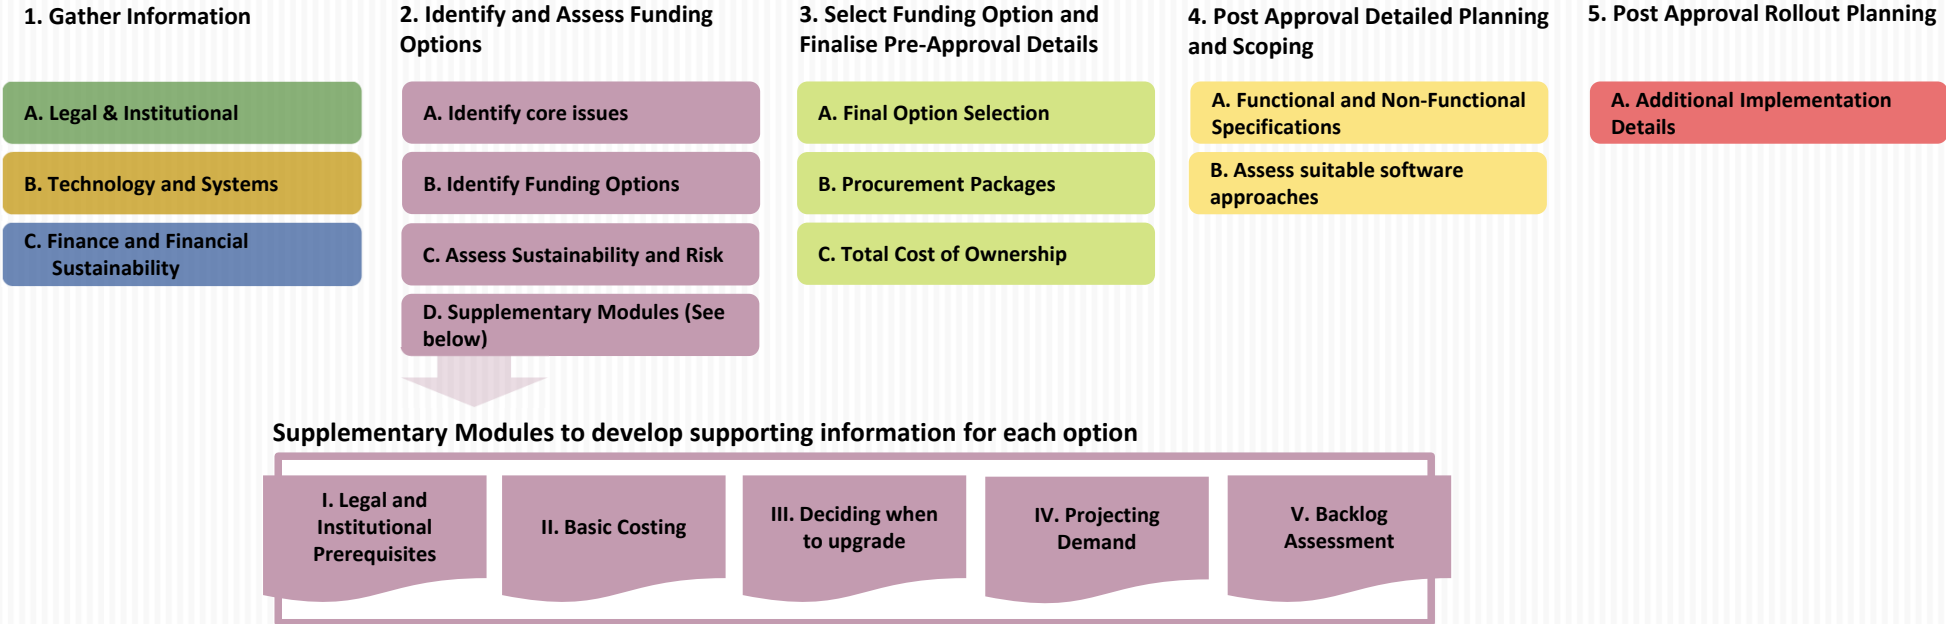 1. Gather Information
A. Legal & Institutional
B. Technology and Systems
C. Finance and Financial
Sustainability
2. Identify and Assess Funding
Options
A. Identify core issues
B. Identify Funding Options
C. Assess Sustainability and Risk
D. Supplementary Modules (See
below)
3. Select Funding Option and
Finalise Pre-Approval Details
A. Final Option Selection
B. Procurement Packages
C. Total Cost of Ownership
4. Post Approval Detailed Planning
and Scoping
A. Functional and Non-Functional
Specifications
B. Assess suitable software
approaches
5. Post Approval Rollout Planning
A. Additional Implementation
Details
Supplementary Modules to develop supporting information for each option
I. Legal and
Institutional
Prerequisites
II. Basic Costing
III. Deciding when
to upgrade
IV. Projecting
Demand
V. Backlog
Assessment